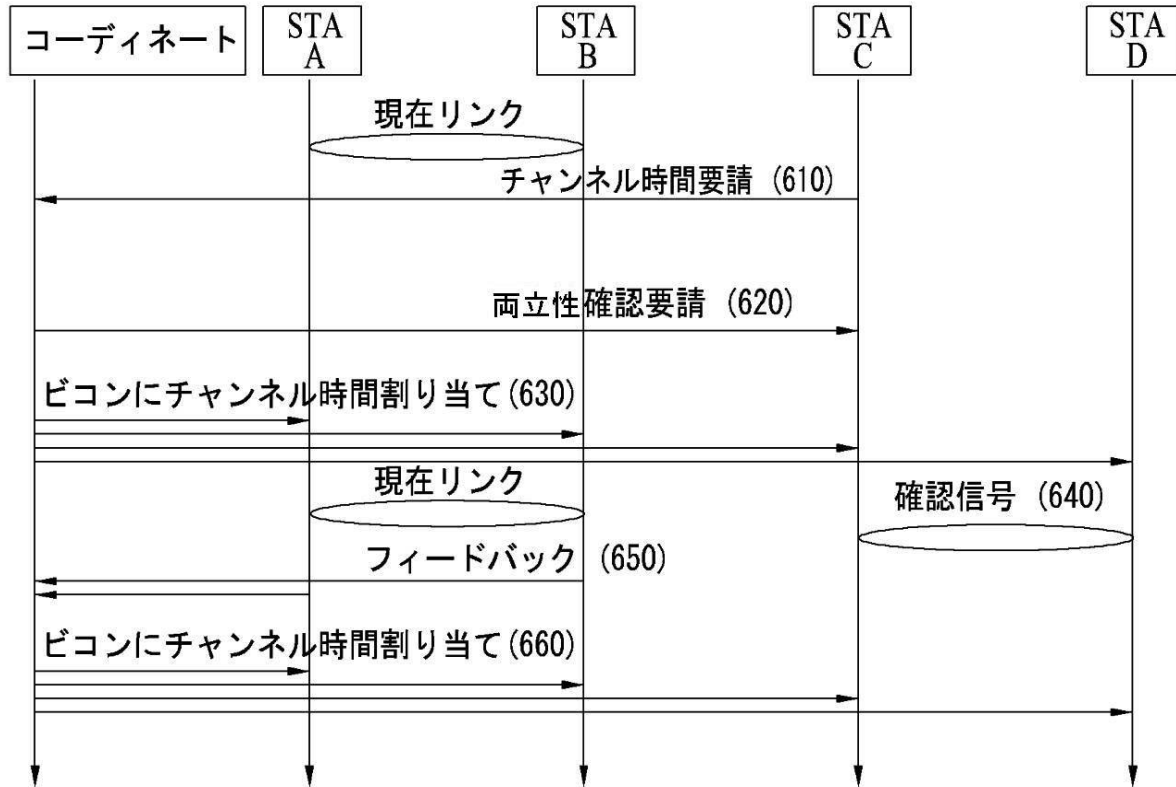 コーディネート
STA
A
STA
B
STA
C
STA
D
現在リンク
チャンネル時間要請 (610)
両立性確認要請 (620)
ビコンにチャンネル時間割り当て(630)
現在リンク
確認信号 (640)
フィードバック (650)
ビコンにチャンネル時間割り当て(660)